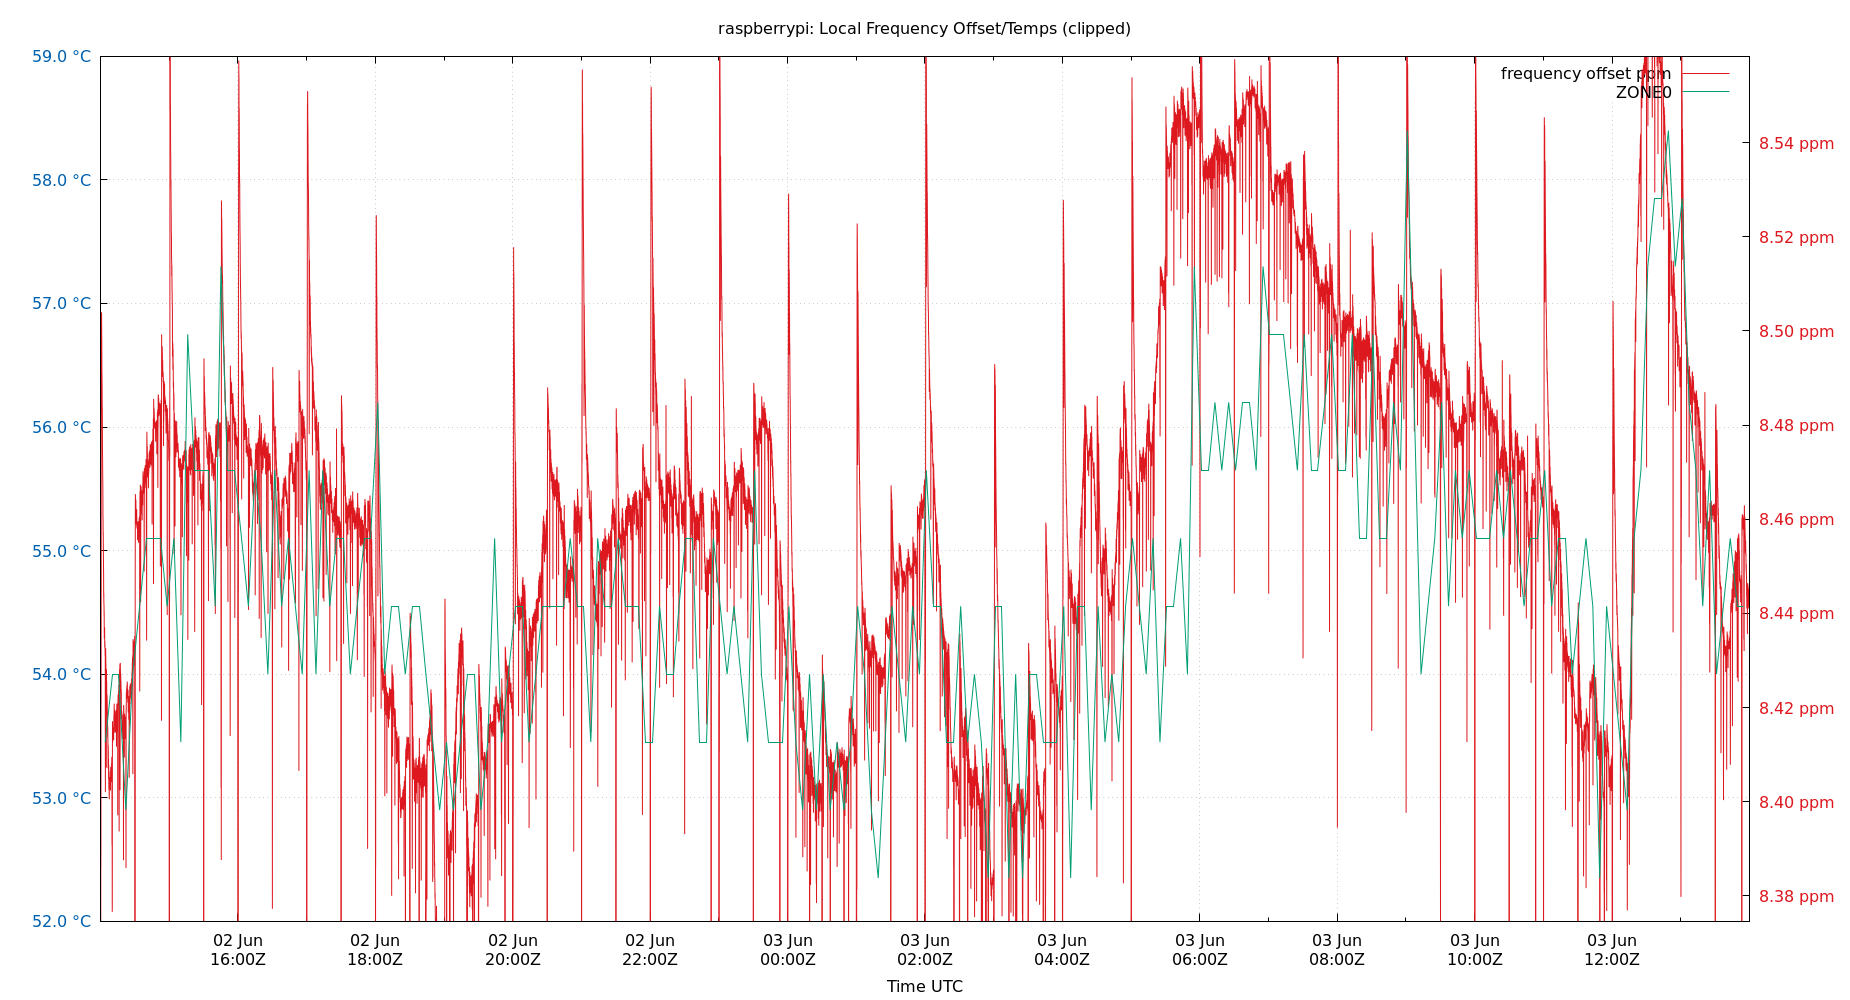 raspberrypi: Local Frequency Offset/Temps (clipped)
59.0 °C
58.0 °C
57.0 °C
56.0 °C
55.0 °C
54.0 °C
53.0 °C
52.0 °C
frequency offset ppm
ZONE0
8.54 ppm
8.52 ppm
8.50 ppm
8.48 ppm
8.46 ppm
8.44 ppm
8.42 ppm
8.40 ppm
8.38 ppm
02 Jun
16:00Z
02 Jun
18:00Z
02 Jun
20:00Z
02 Jun
22:00Z
03 Jun
00:00Z
03 Jun
02:00Z
03 Jun
04:00Z
03 Jun
06:00Z
03 Jun
08:00Z
03 Jun
10:00Z
03 Jun
12:00Z
Time UTC